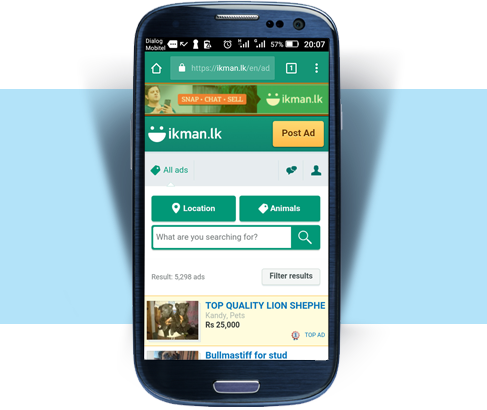 Dialog
Mobitel
57% 20:07
https://ikman.lk/en/ad
1
SNAP • CHAT • SELL
ikman.lk
ikman.lk
Post Ad
All ads
Location
Animals
What are you searching for?
Result: 5,298 ads
Filter results
TOP QUALITY LION SHEPHE
Kandy, Pets
Rs 25,000
TOP AD
Bullmastiff for stud